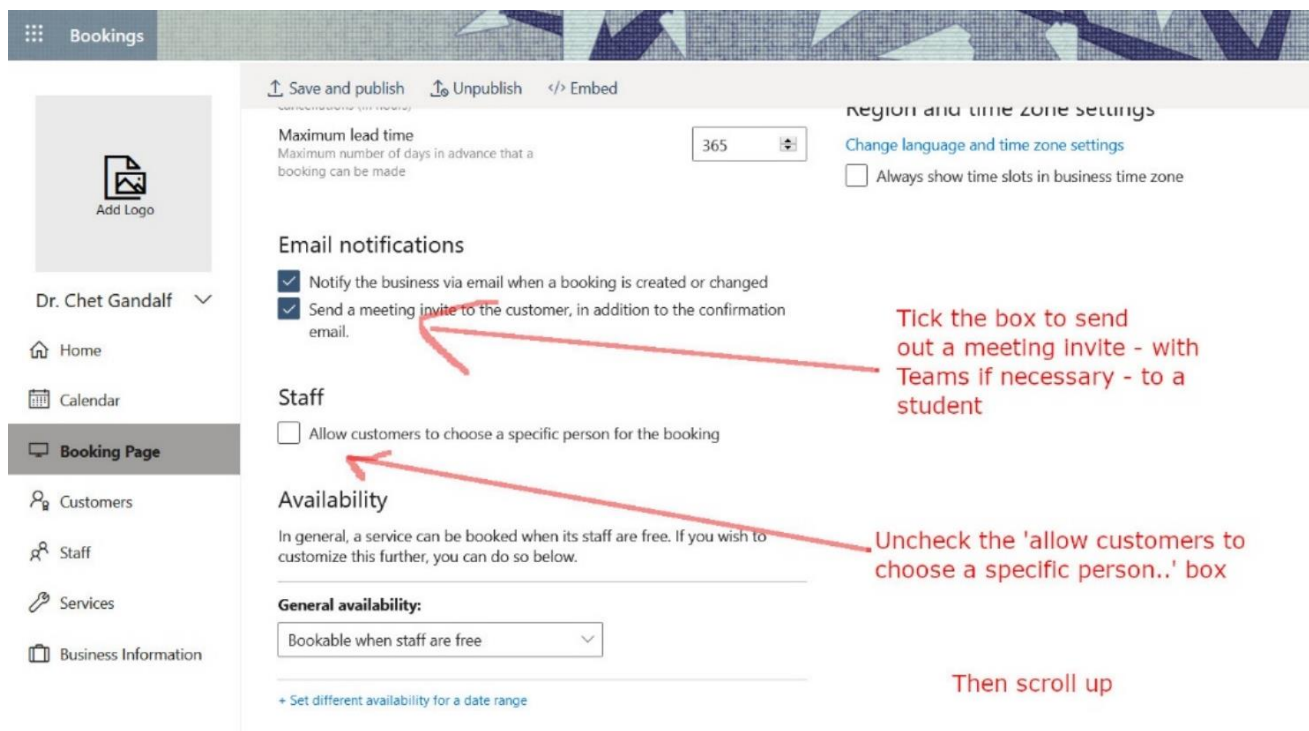 Bookings
Save and publish
Unpublish
</> Embed
cancellations (in hours)
Maximum lead time
Maximum number of days in advance that a
booking can be made
365
Region and time zone settings
Change language and time zone settings
Always show time slots in business time zone
Add Logo
Dr. Chet Gandalf
Home
Calendar
Booking Page
Customers
Staff
Services
Business Information
Email notifications
Notify the business via email when a booking is created or changed
Send a meeting invite to the customer, in addition to the confirmation
email.
Tick the box to send
out a meeting invite - with
Teams if necessary - to a
student
Staff
Allow customers to choose a specific person for the booking
Availability
In general, a service can be booked when its staff are free. If you wish to
customize this further, you can do so below.
Uncheck the 'allow customers to
choose a specific person..' box
General availability:
Bookable when staff are free
+ Set different availability for a date range
Then scroll up